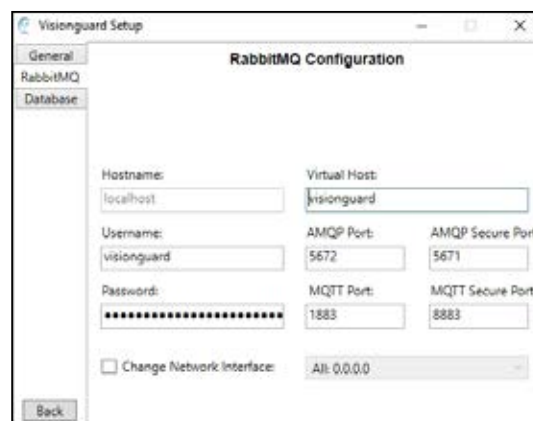 Visionguard Setup
General
RabbitMQ
Database
RabbitMQ Configuration
Hostname: Virtual Host:
localhost visionguard
Username: AMQP Port: AMQP Secure Port
visionguard 5672 5671
Password: MQTT Port: MQTT Secure Port
●●●●●●●●●●●●●●●●●●●●●●●● 1883 8883
Change Network Interface: All: 0.0.0.0
Back